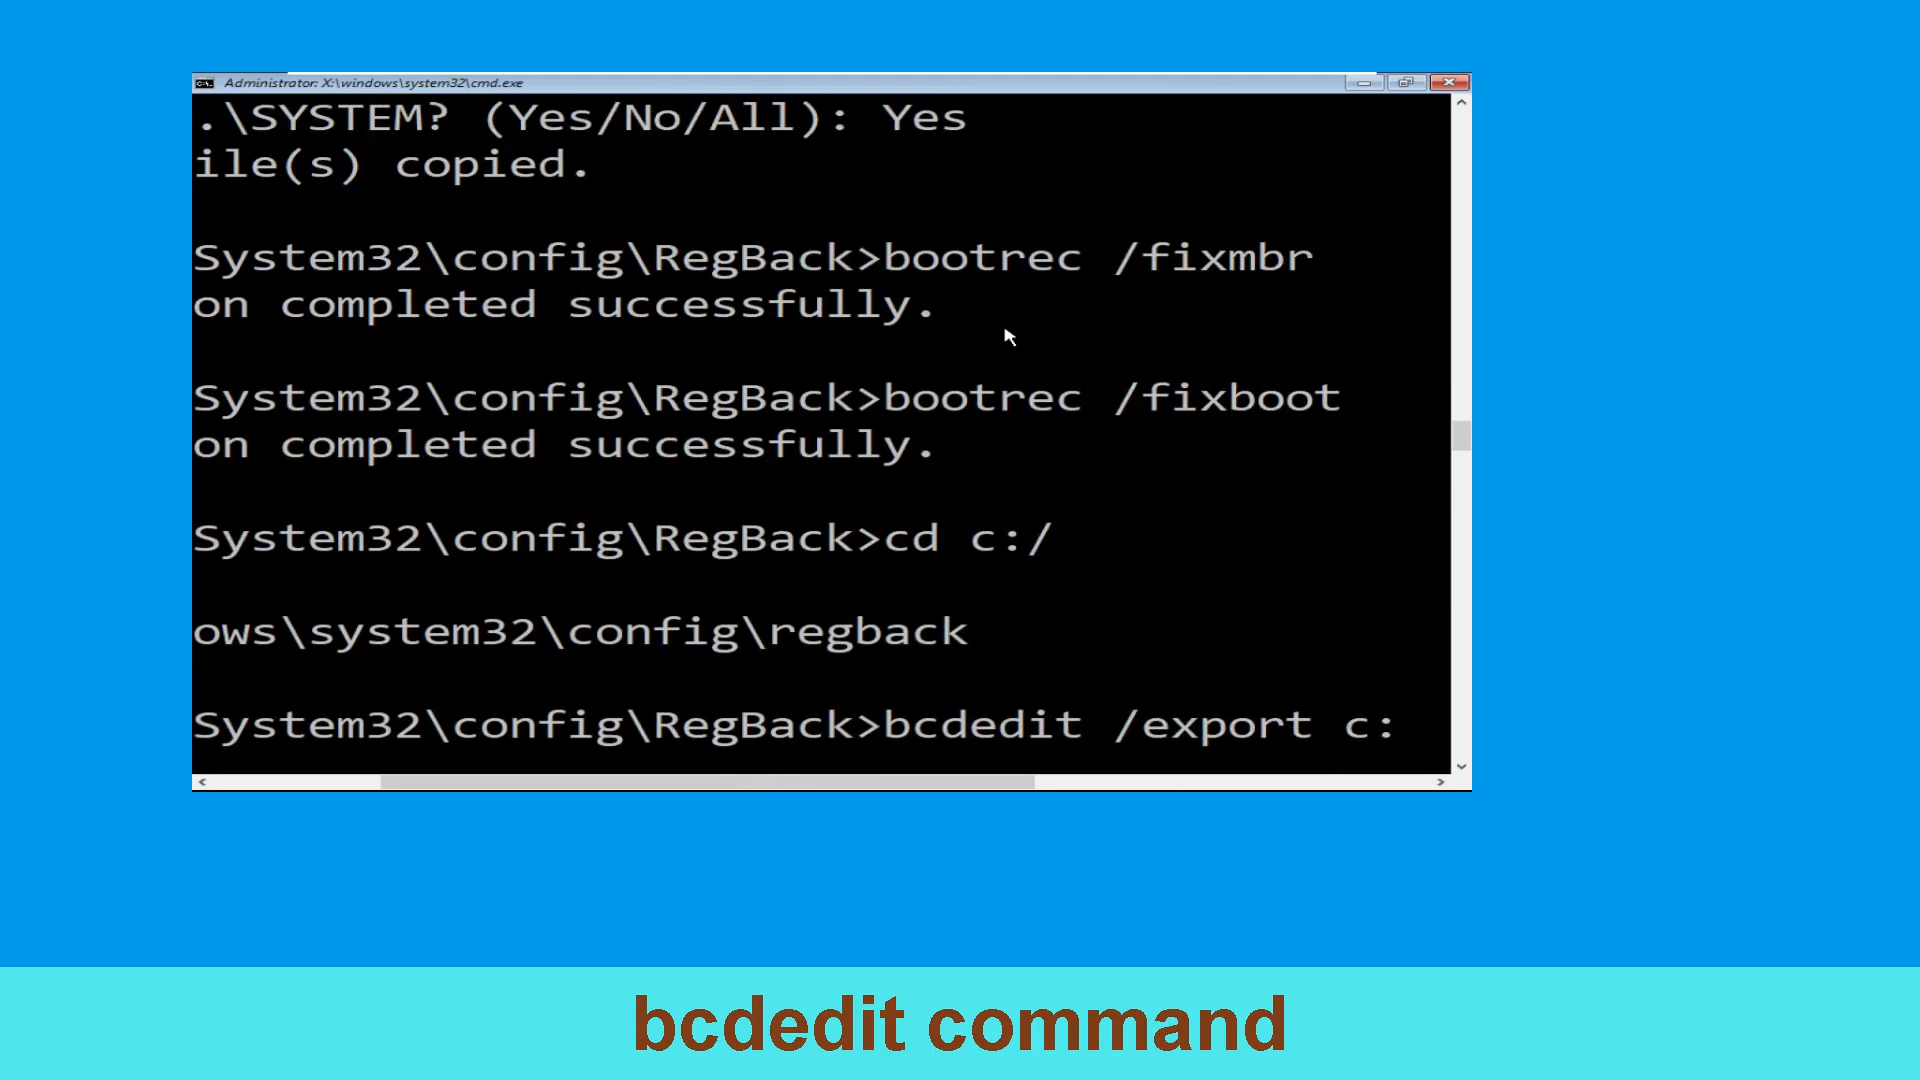 Administrator: X:\windows\system32\cmd.exe
.\SYSTEM? (Yes/No/All): Yes
ile(s) copied.
System32\config\RegBack>bootrec /fixmbr
on completed successfully.
System32\config\RegBack>bootrec /fixboot
on completed successfully.
System32\config\RegBack>cd c:/
ows\system32\config\regback
System32\config\RegBack>bcdedit /export c:
bcdedit command